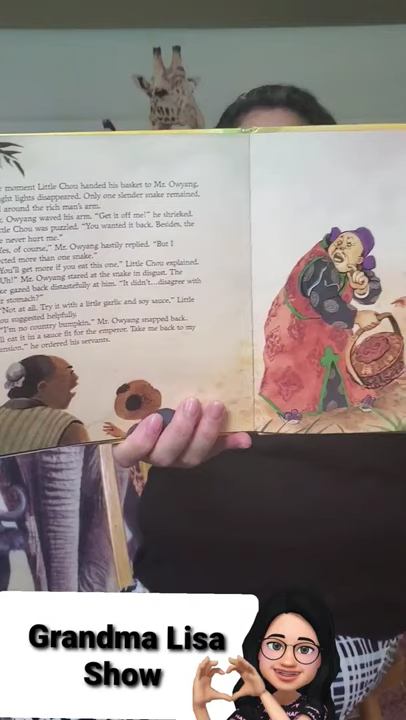 moment Little Chou handed his basket to Mr. Owyang,
ght lights disappeared. Only one slender snake remained,
around the rich man's arm.
Owyang waved his arm. "Get it off me!" he shrieked.
tle Chou was puzzled. "You wanted it back. Besides, the
never hurt me."
es, of course," Mr. Owyang hastily replied. "But I
cted more than one snake."
You'll get more if you eat this one," Little Chou explained.
Uh!" Mr. Owyang stared at the snake in disgust. The
ke gazed back distastefully at him. "It didn't...disagree with
stomach?"
"Not at all. Try it with a little garlic and soy sauce," Little
ou suggested helpfully.
"I'm no country bumpkin," Mr. Owyang snapped back.
ll eat it in a sauce fit for the emperor. Take me back to my
ansion," he ordered his servants.
Grandma Lisa
Show